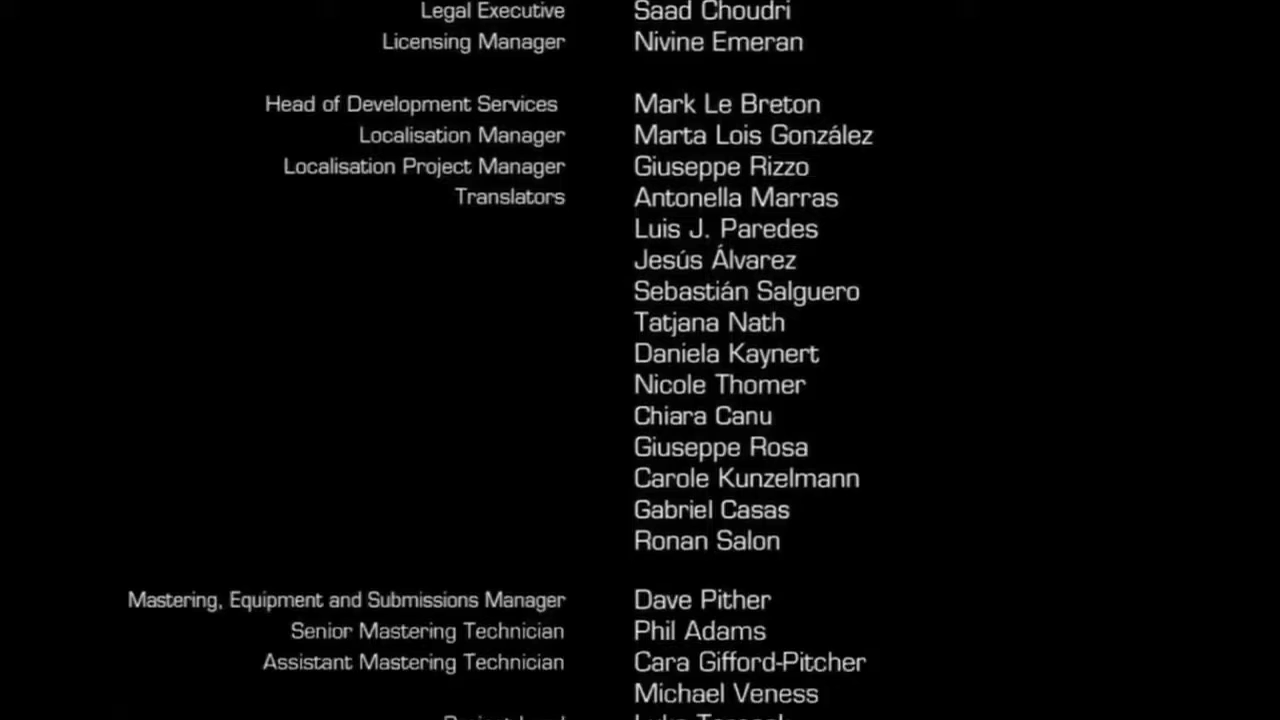 Legal Executive Saad Choudri
Licensing Manager Nivine Emeran
Head of Development Services Mark Le Breton
Localisation Manager Marta Lois González
Localisation Project Manager Giuseppe Rizzo
Translators Antonella Marras
Luis J. Paredes
Jesús Álvarez
Sebastián Salguero
Tatjana Nath
Daniela Kaynert
Nicole Thomer
Chiara Canu
Giuseppe Rosa
Carole Kunzelmann
Gabriel Casas
Ronan Salon
Mastering, Equipment and Submissions Manager Dave Pither
Senior Mastering Technician Phil Adams
Assistant Mastering Technician Cara Gifford-Pitcher
Michael Veness